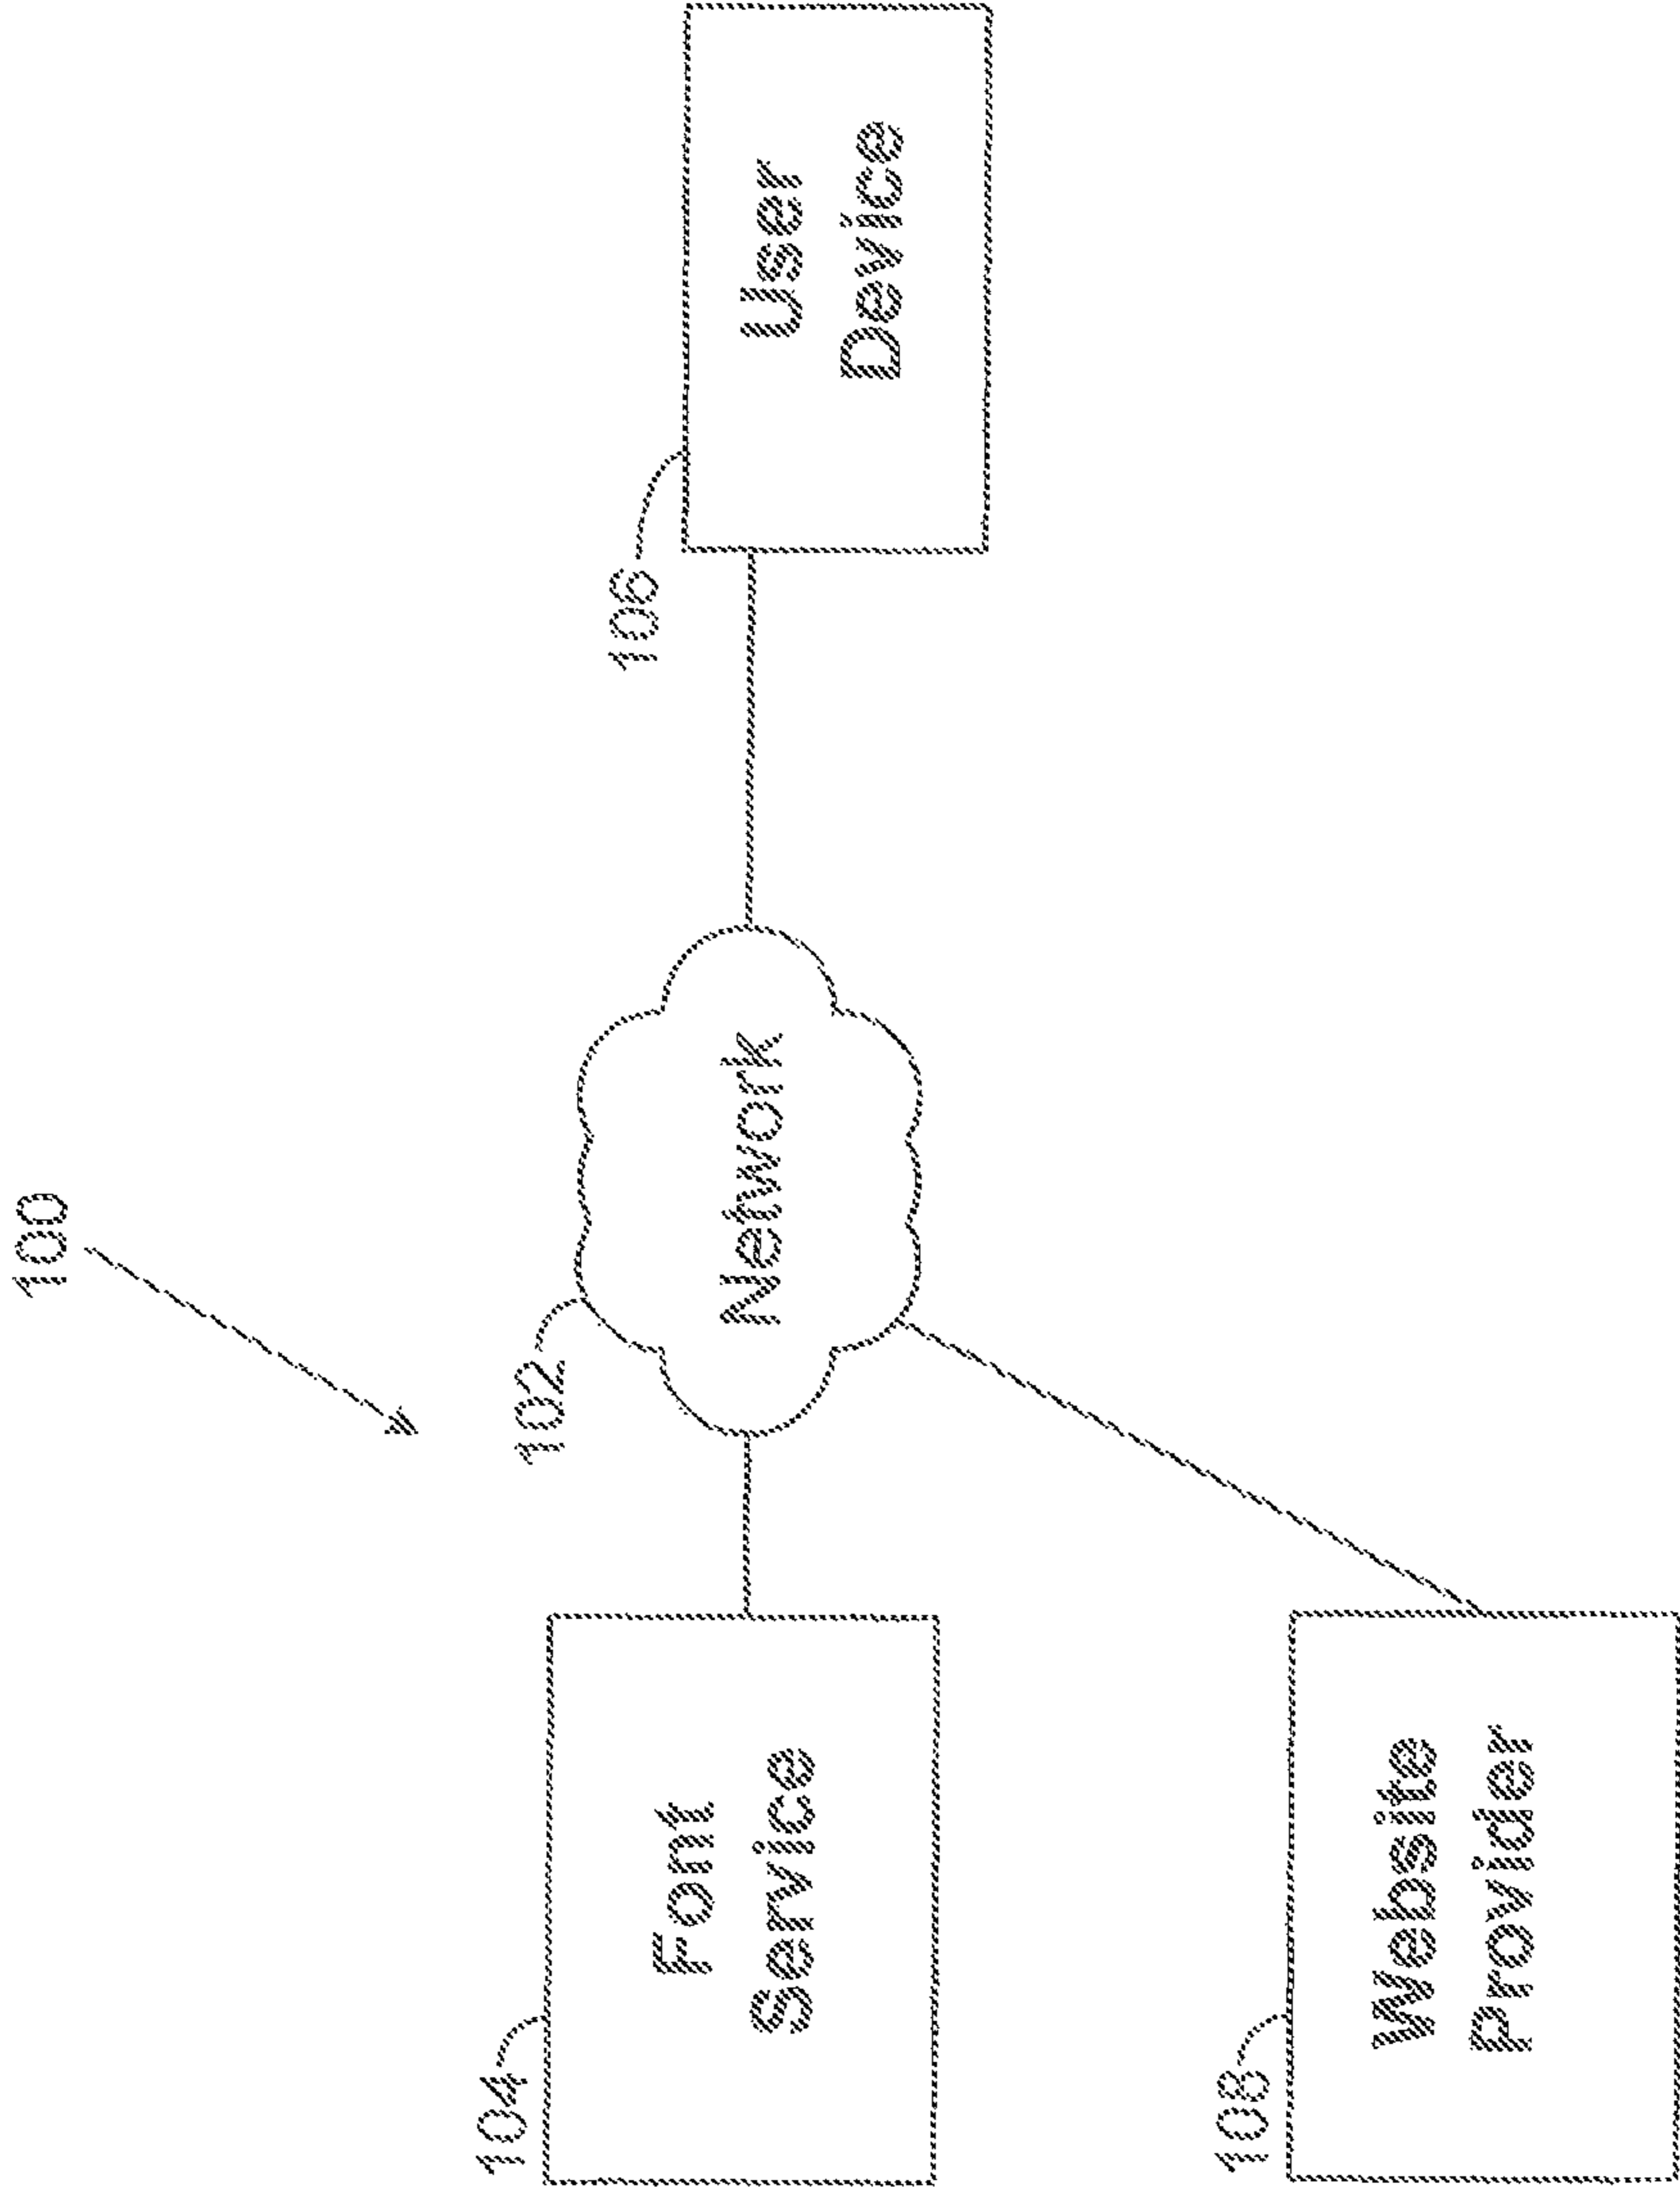 100
102
Network
104
Font
Service
106
User
Device
108
Website
Provider